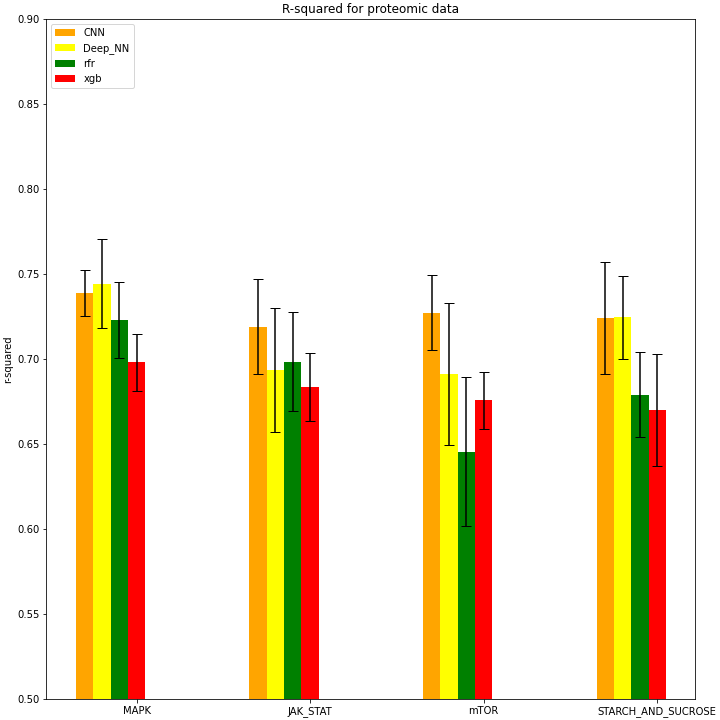 R-squared for proteomic data
CNN
Deep_NN
rfr
xgb
r-squared
0.90
0.85
0.80
0.75
0.70
0.65
0.60
0.55
0.50
MAPK
JAK_STAT
mTOR
STARCH_AND_SUCROSE